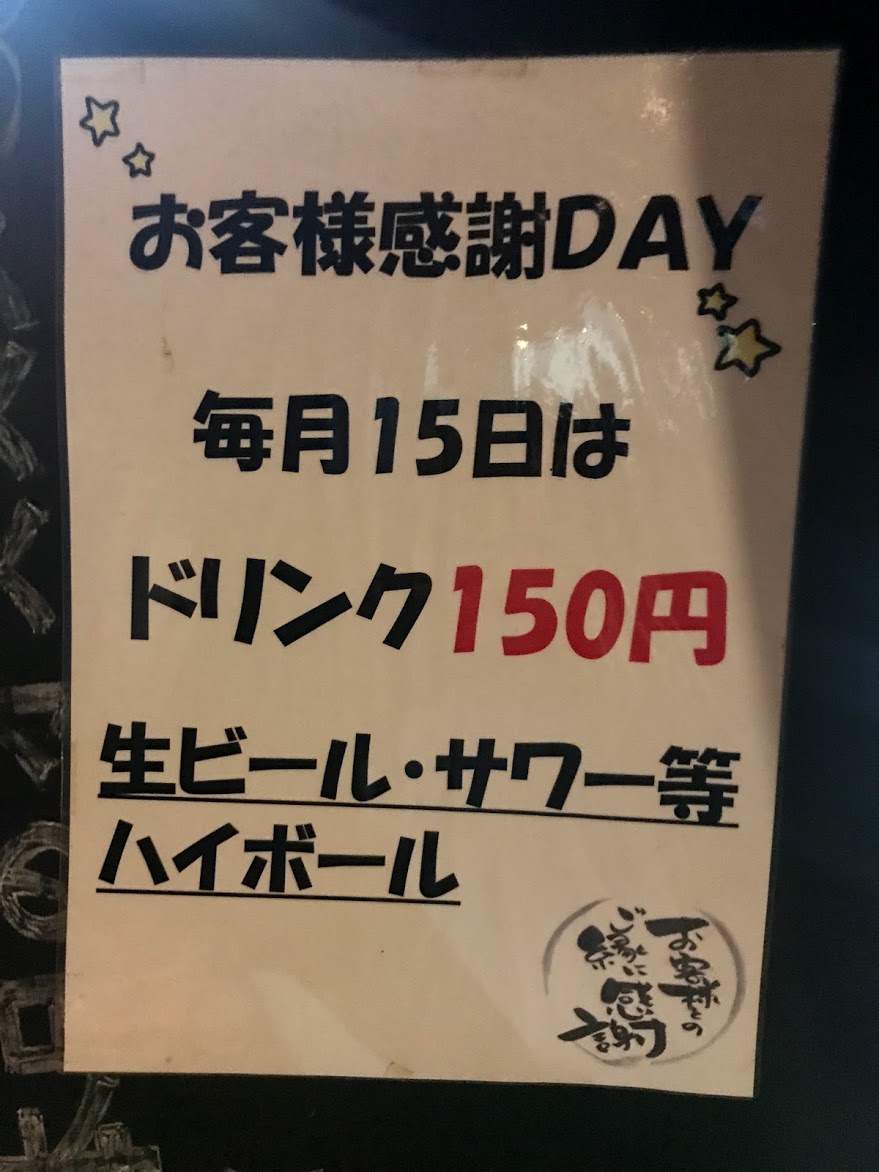 お客様感謝DAY
毎月15日は
ドリンク150円
生ビール・サワー等
ハイボール
お客様との
ご縁に
感謝